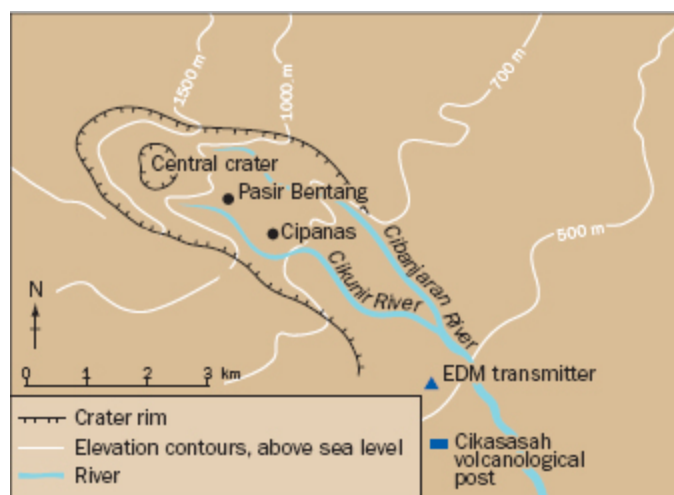 1500 m
1000 m
700 m
500 m
Central crater
Pasir Bentang
Cipanas
Cibanjaran River
Cikunir River
N
0 1 2 3 km
EDM transmitter
Cikasasah
volcanological
post
Crater rim
Elevation contours, above sea level
River